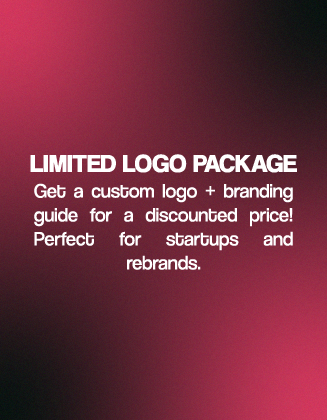 LIMITED LOGO PACKAGE
Get a custom logo + branding
guide for a discounted price!
Perfect for startups and
rebrands.